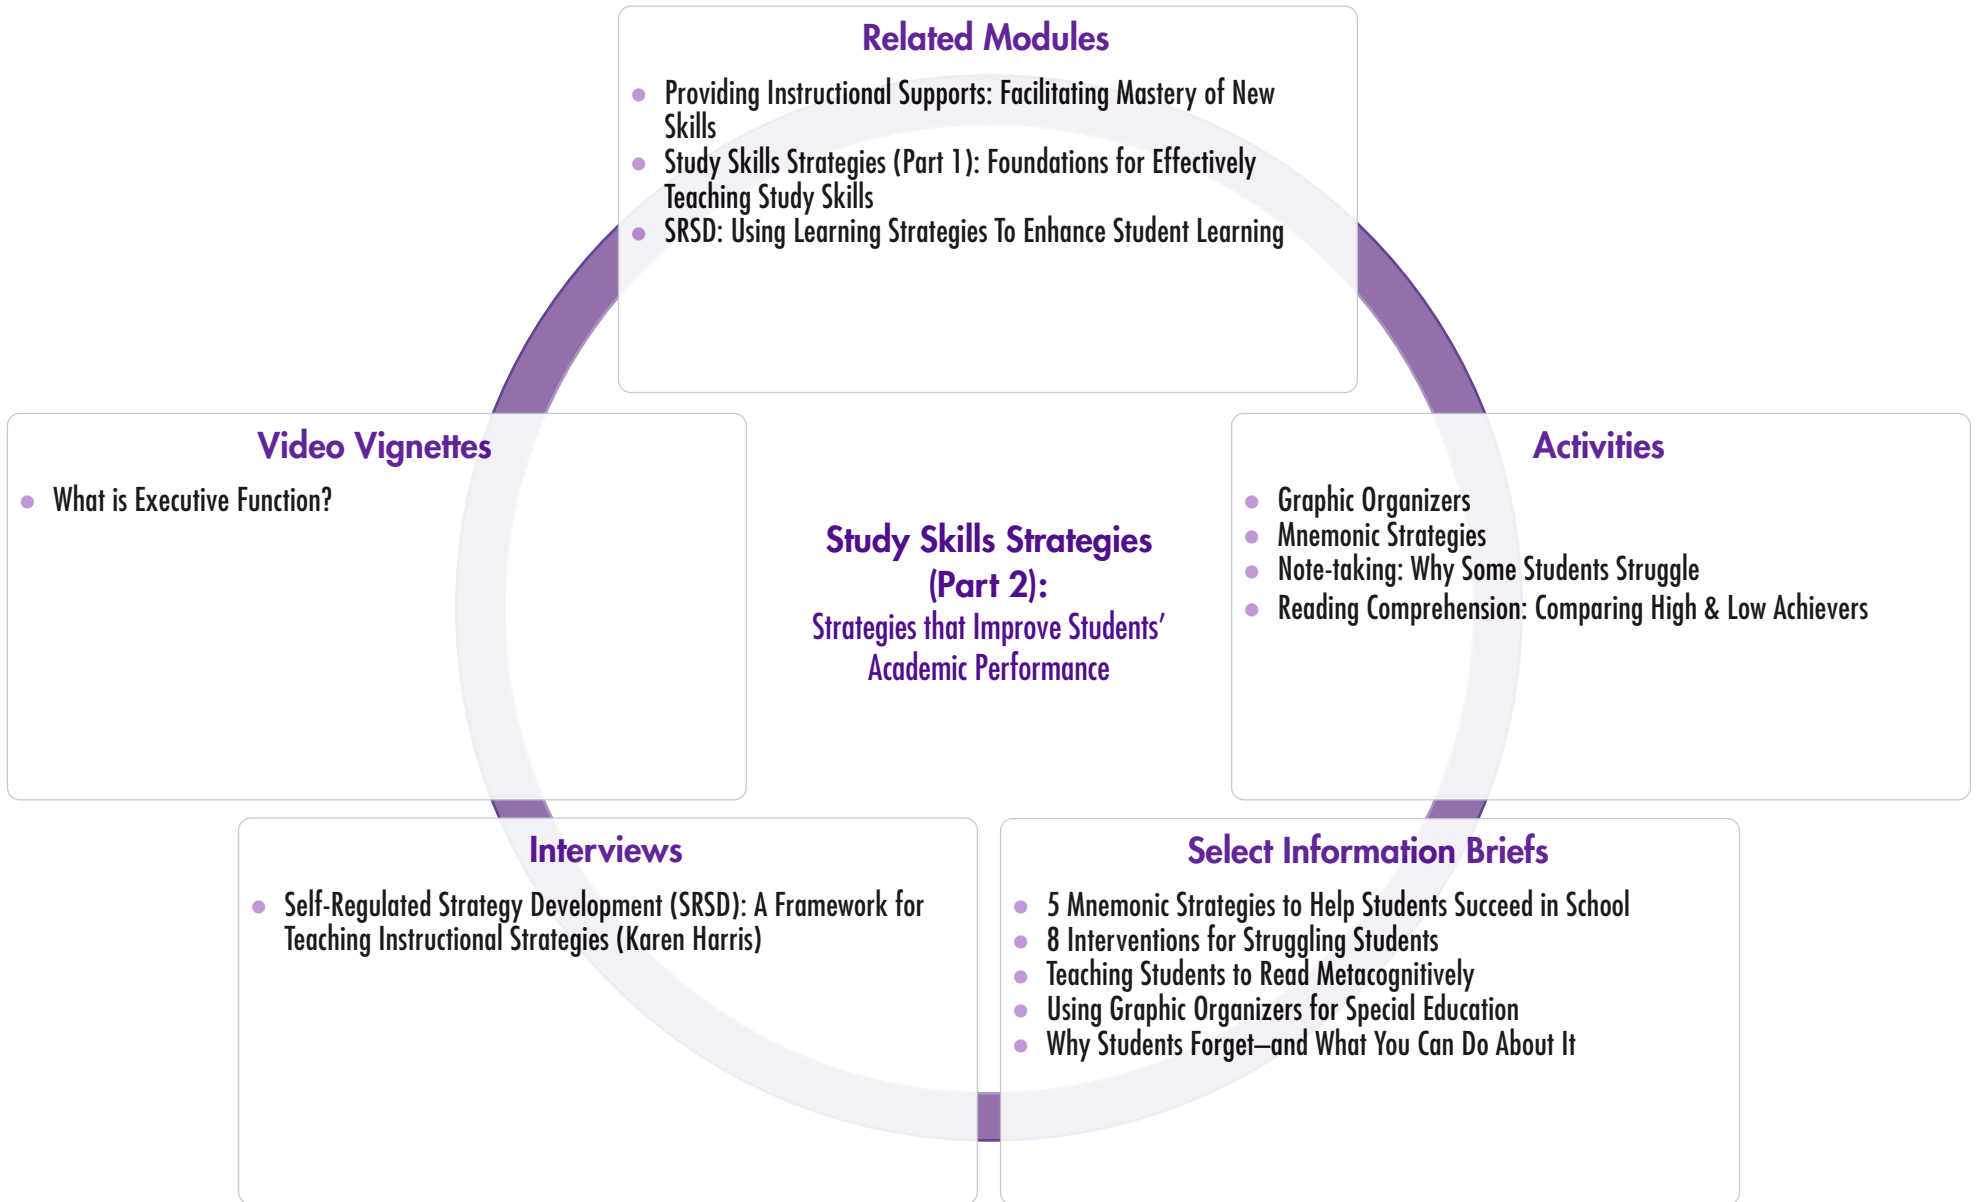 Related Modules
Providing Instructional Supports: Facilitating Mastery of New
Skills
Study Skills Strategies (Part 1): Foundations for Effectively
Teaching Study Skills
SRSD: Using Learning Strategies To Enhance Student Learning
Video Vignettes
What is Executive Function?
Study Skills Strategies
(Part 2):
Strategies that Improve Students’
Academic Performance
Activities
Graphic Organizers
Mnemonic Strategies
Note-taking: Why Some Students Struggle
Reading Comprehension: Comparing High & Low Achievers
Interviews
Self-Regulated Strategy Development (SRSD): A Framework for
Teaching Instructional Strategies (Karen Harris)
Select Information Briefs
5 Mnemonic Strategies to Help Students Succeed in School
8 Interventions for Struggling Students
Teaching Students to Read Metacognitively
Using Graphic Organizers for Special Education
Why Students Forget–and What You Can Do About It